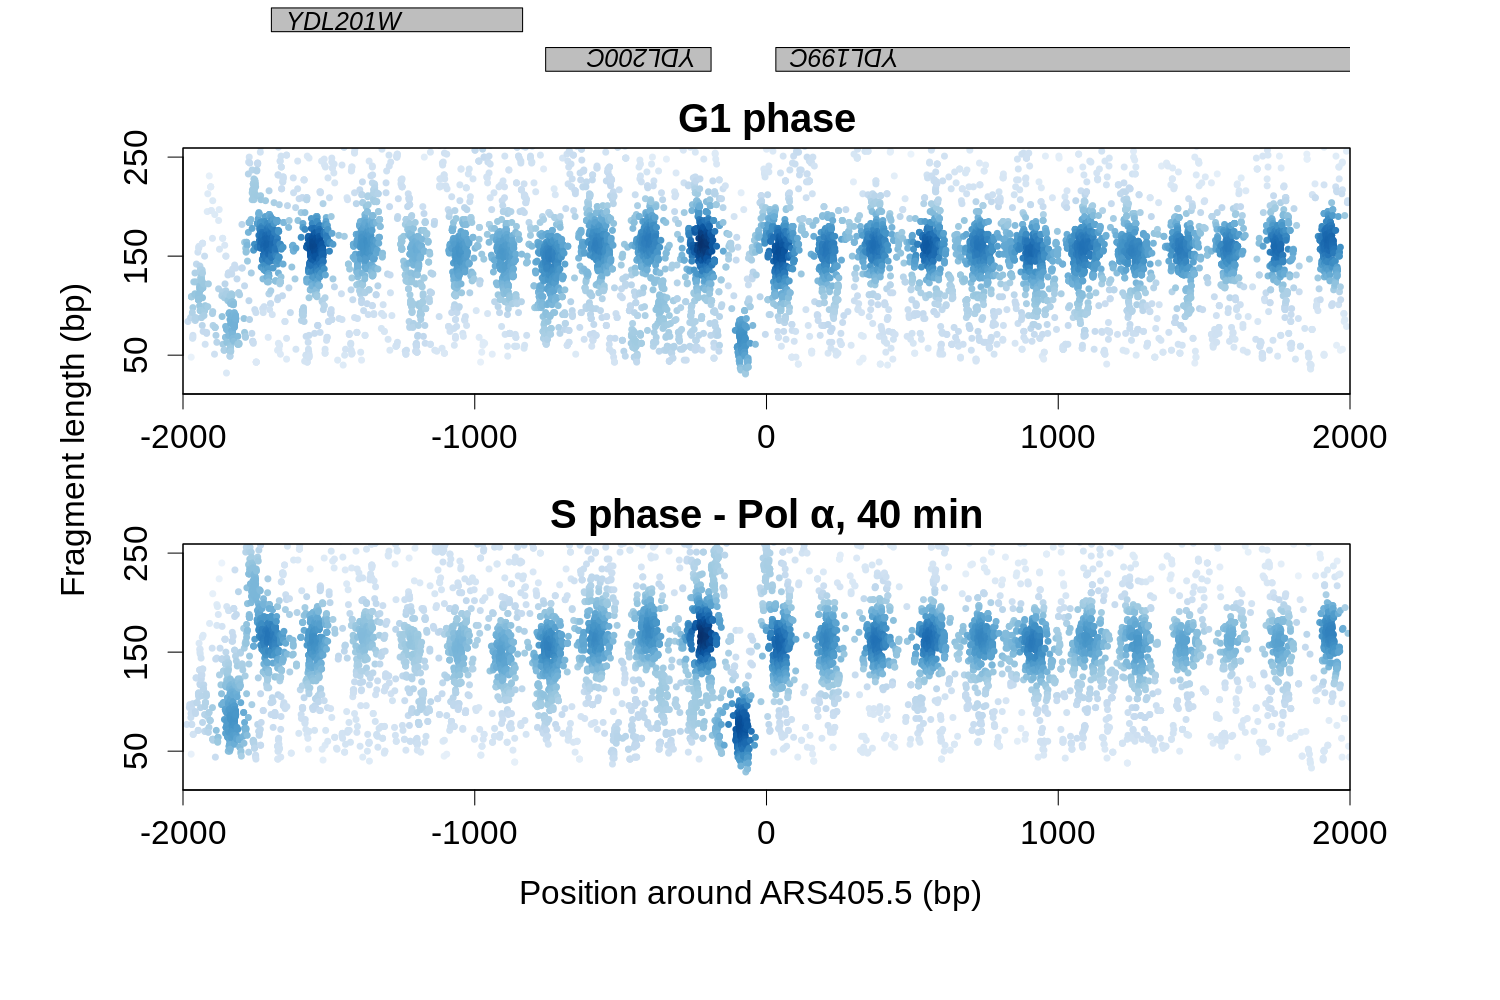 YDL201W
YDL200C
YDL199C
G1 phase
250
150
50
-2000 -1000 0 1000 2000
Fragment length (bp)
S phase - Pol α, 40 min
250
150
50
-2000 -1000 0 1000 2000
Position around ARS405.5 (bp)